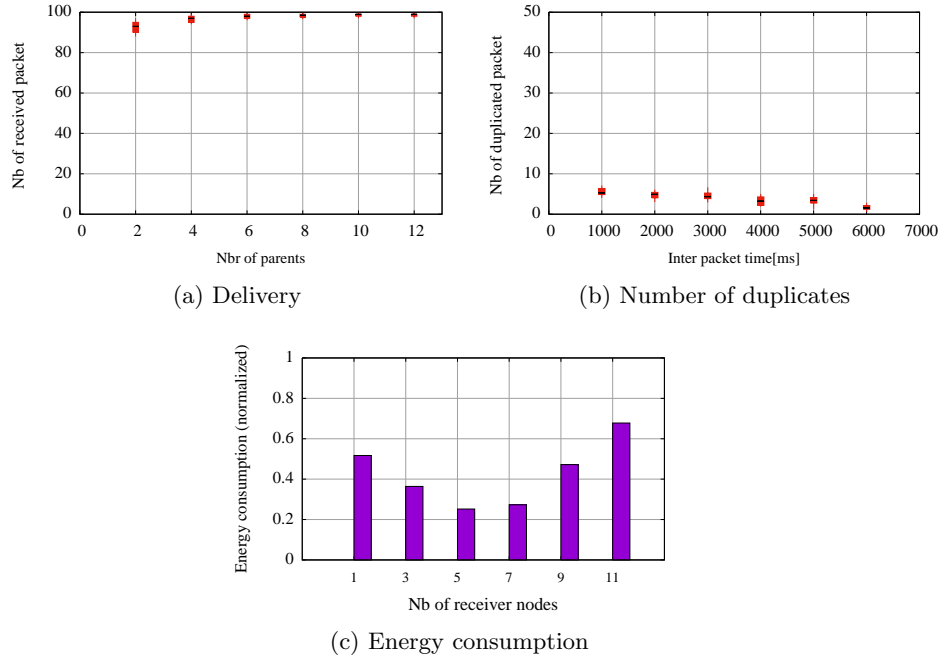 100
80
60
40
20
0
Nb of received packet
0 2 4 6 8 10 12
Nbr of parents
(a) Delivery
50
40
30
20
10
0
Nb of duplicated packet
0 1000 2000 3000 4000 5000 6000 7000
Inter packet time[ms]
(b) Number of duplicates
1
0.8
0.6
0.4
0.2
0
Energy consumption (normalized)
1 3 5 7 9 11
Nb of receiver nodes
(c) Energy consumption